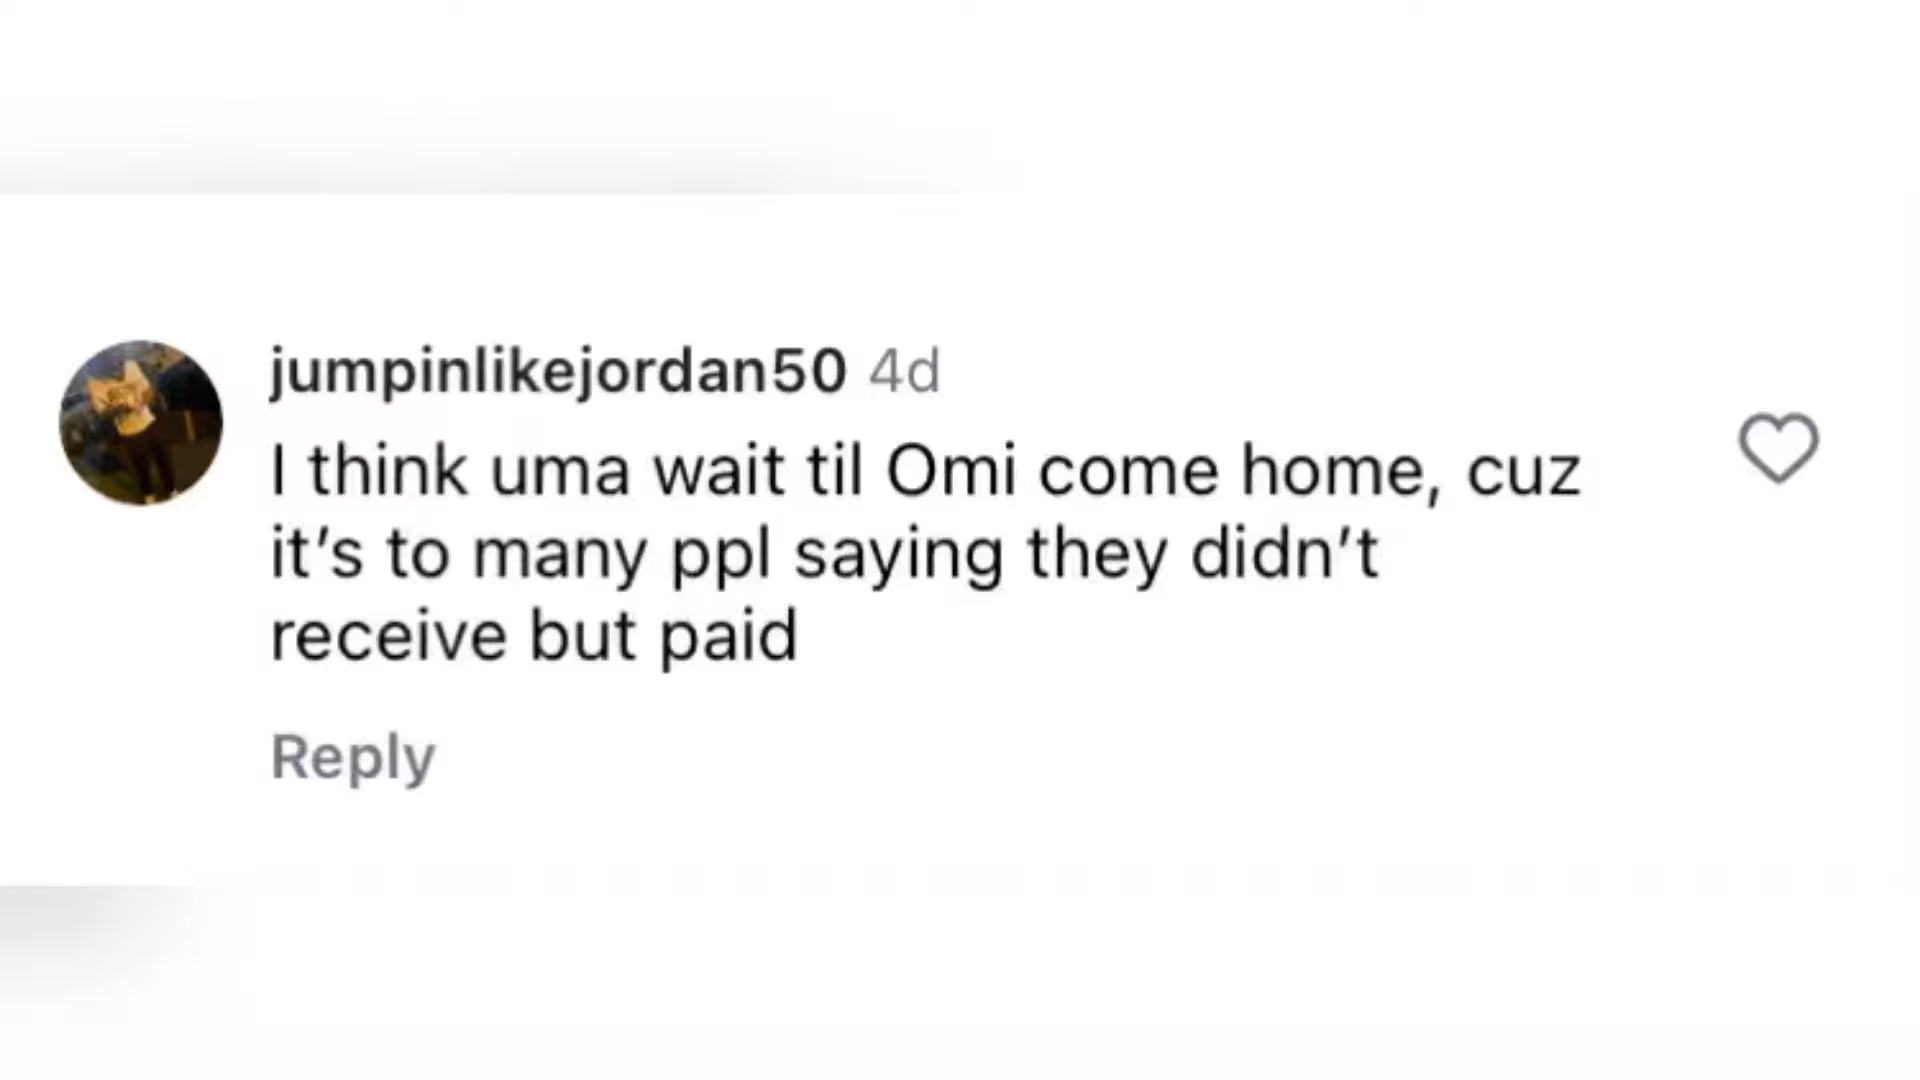 jumpinlikejordan50 4d
I think uma wait til Omi come home, cuz
it’s to many ppl saying they didn’t
receive but paid
Reply